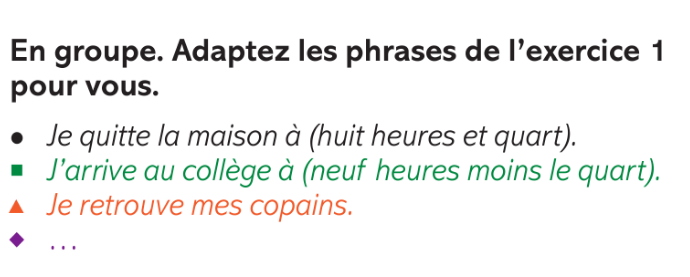 En groupe. Adaptez les phrases de l'exercice 1
pour vous.
● Je quitte la maison à (huit heures et quart).
■ J'arrive au collège à (neuf heures moins le quart).
▲ Je retrouve mes copains.
◆ ...